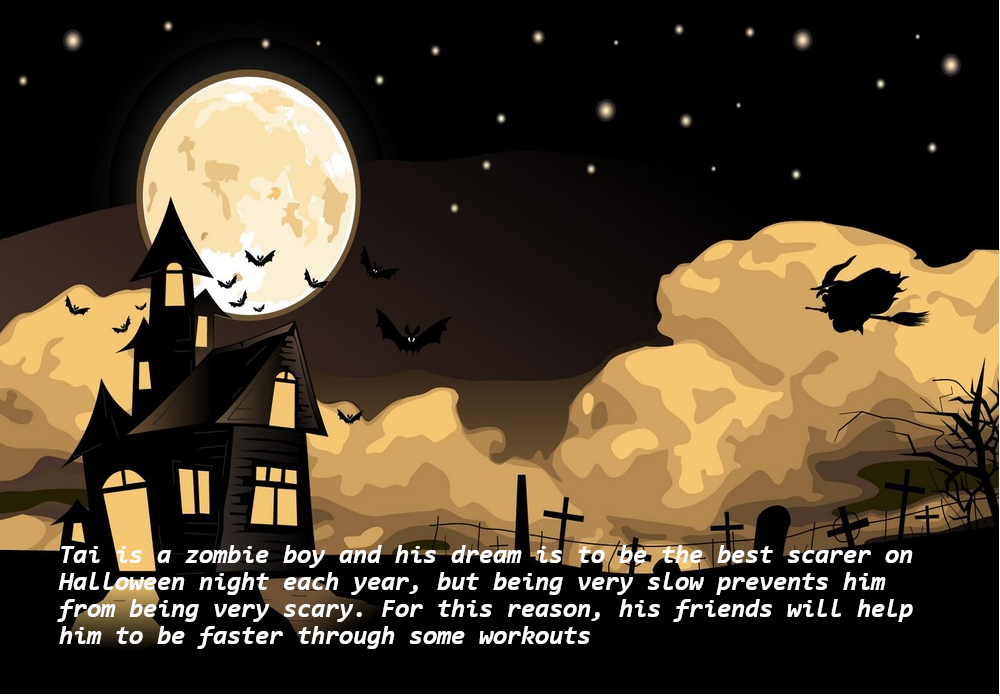 Tai is a zombie boy and his dream is to be the best scarer on
Halloween night each year, but being very slow prevents him
from being very scary. For this reason, his friends will help
him to be faster through some workouts